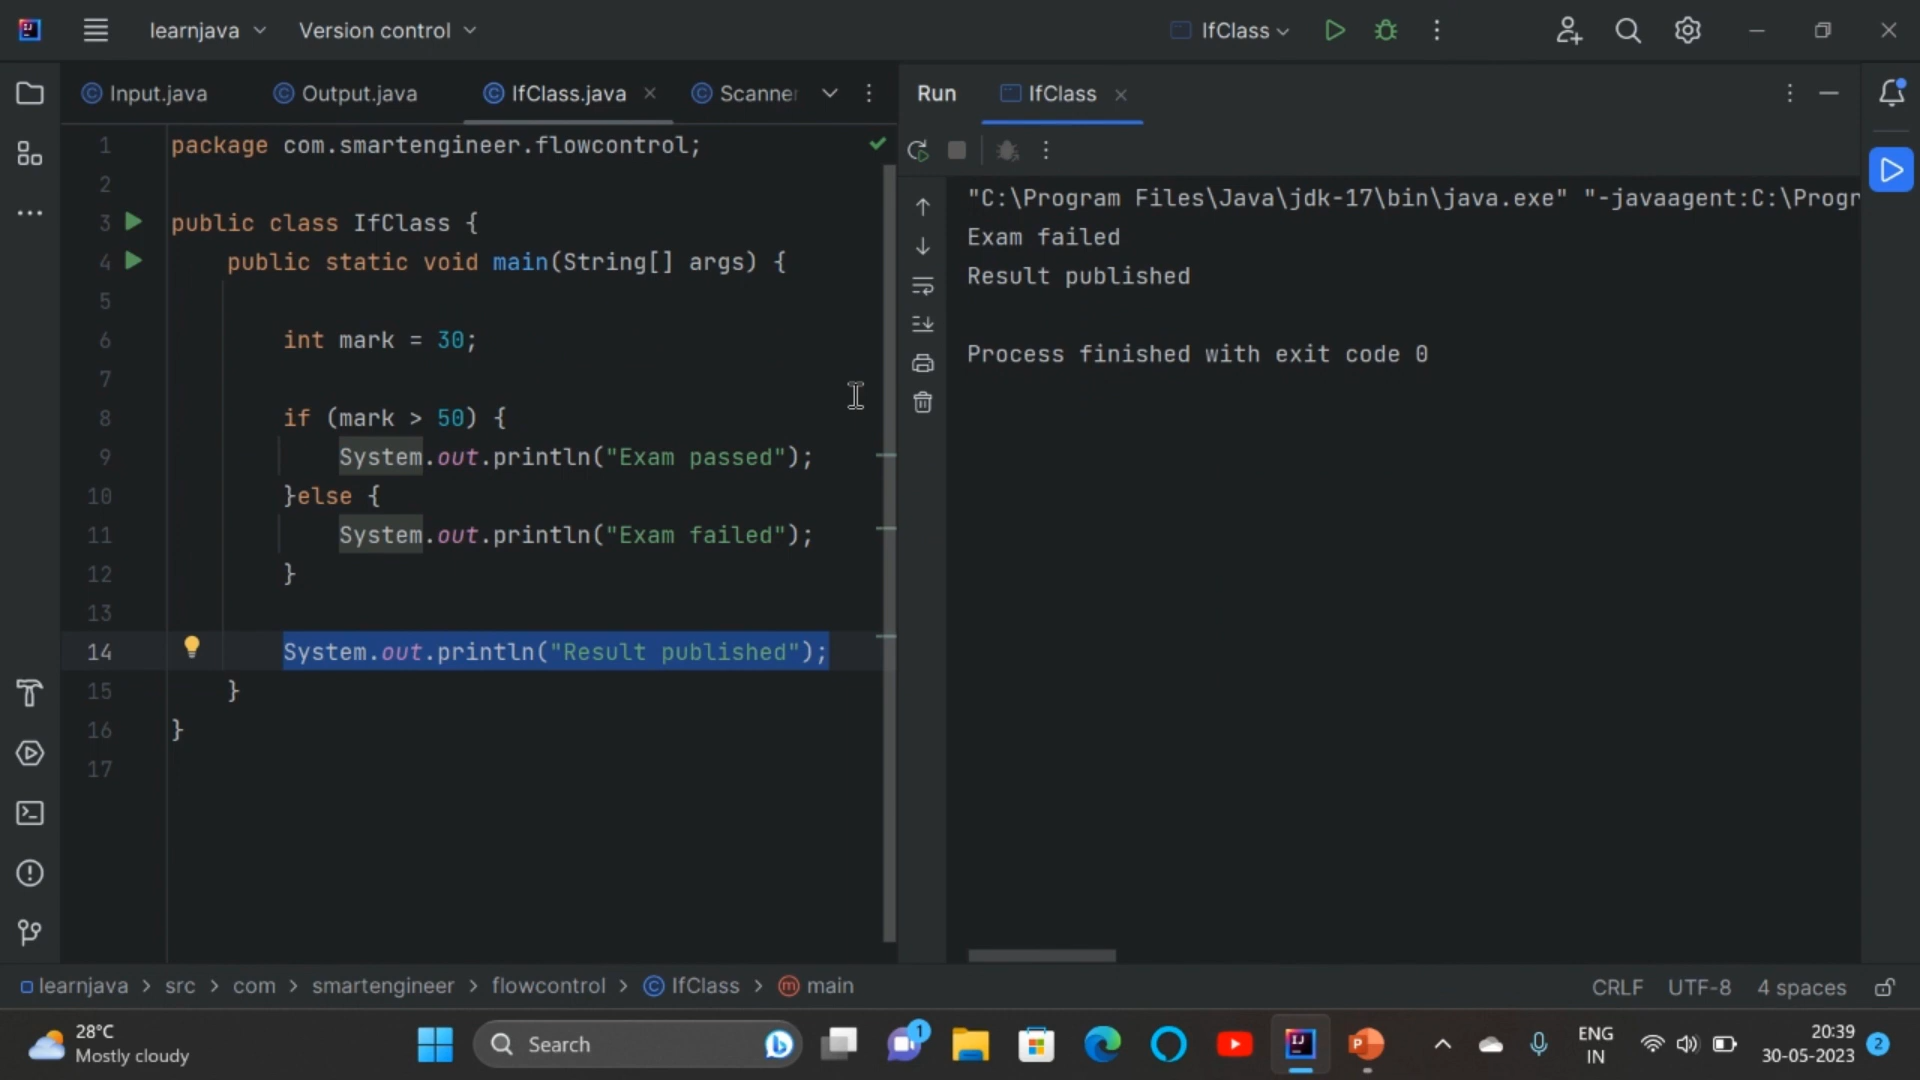 learnjava
Version control
IfClass
Input.java
Output.java
IfClass.java
Scanner
Run
IfClass
1 package com.smartengineer.flowcontrol;
2
3 public class IfClass {
4 public static void main(String[] args) {
5
6 int mark = 30;
7
8 if (mark > 50) {
9 System.out.println("Exam passed");
10 }else {
11 System.out.println("Exam failed");
12 }
13
14 System.out.println("Result published");
15 }
16 }
17
"C:\Program Files\Java\jdk-17\bin\java.exe" "-javaagent:C:\Progr
Exam failed
Result published
Process finished with exit code 0
learnjava > src > com > smartengineer > flowcontrol > IfClass > main
CRLF UTF-8 4 spaces
28°C
Mostly cloudy
Search
1
ENG
IN
20:39
30-05-2023
2